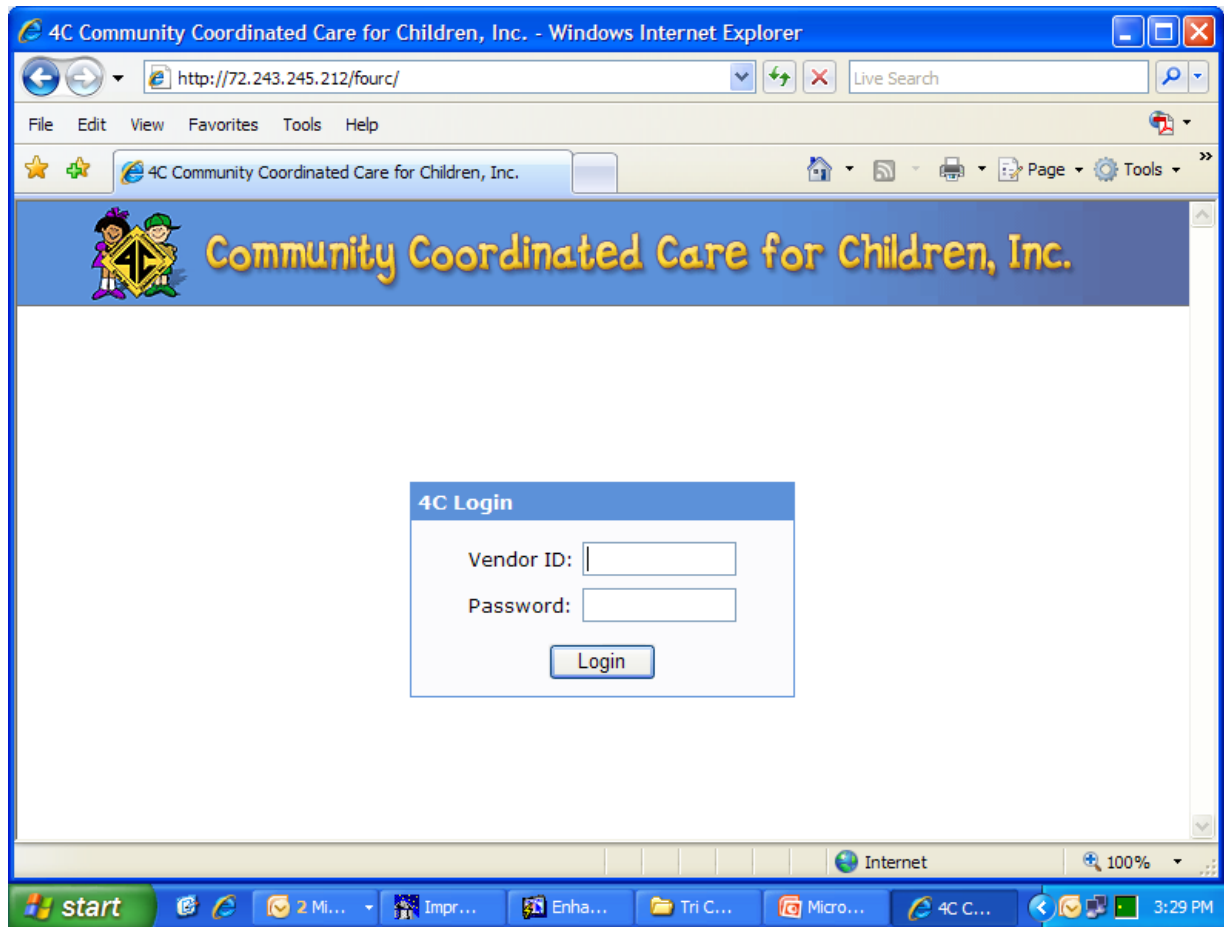 4C Community Coordinated Care for Children, Inc. - Windows Internet Explorer
http://72.243.245.212/fourc/
Live Search
File Edit View Favorites Tools Help
4C Community Coordinated Care for Children, Inc.
Page Tools »
4C Community Coordinated Care for Children, Inc.
4C Login
Vendor ID:
Password:
Login
Internet 100%
start 2 Mi... Impr... Enha... Tri C... Micro... 4C C... 3:29 PM